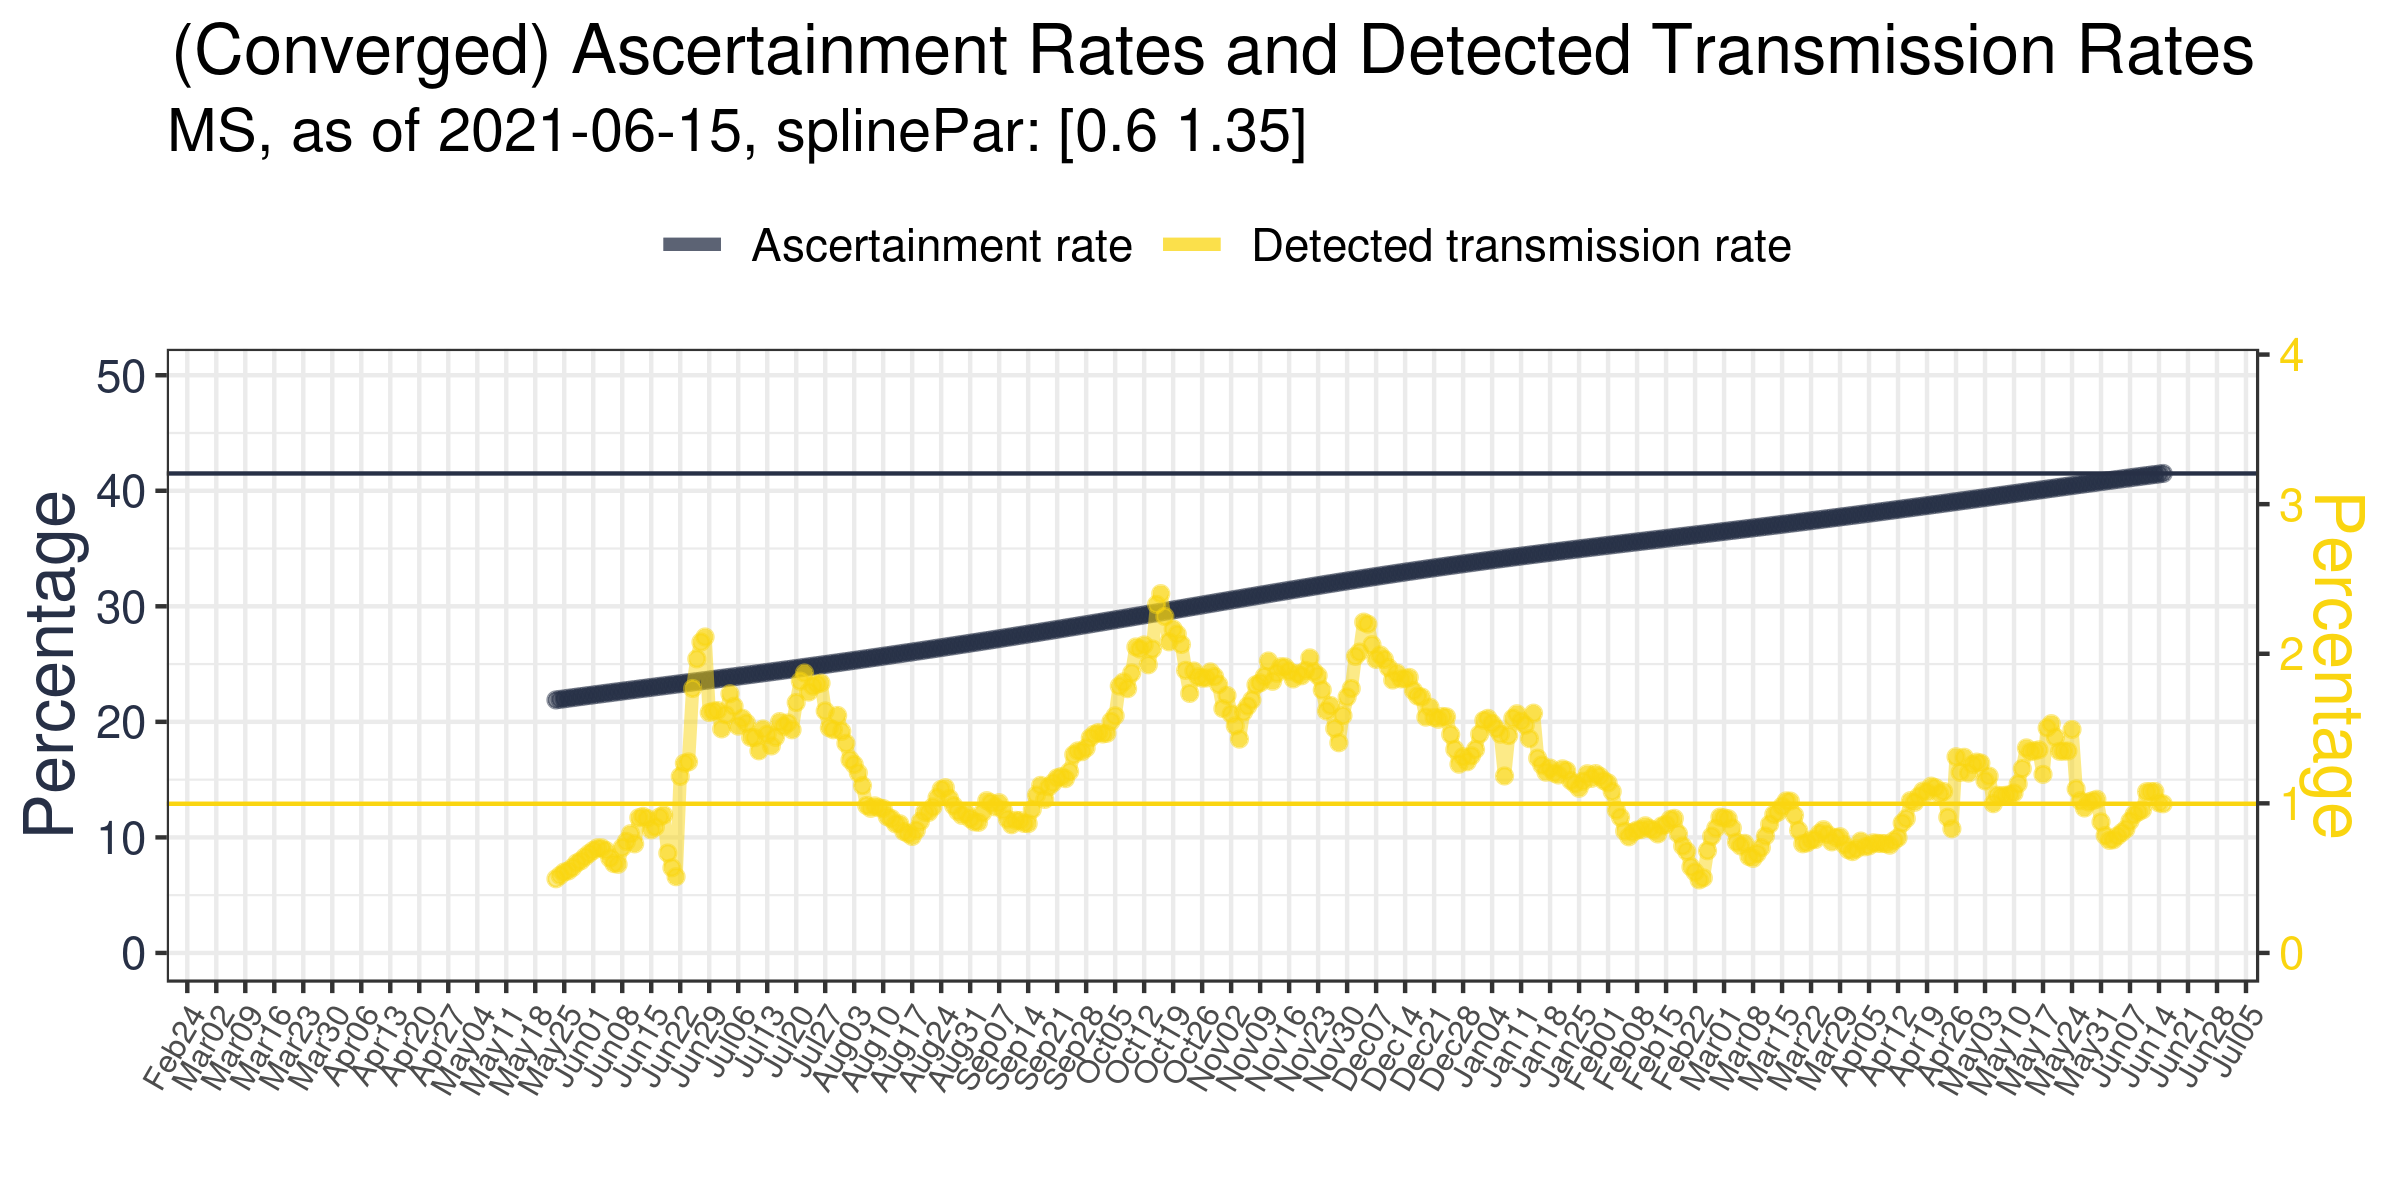 (Converged) Ascertainment Rates and Detected Transmission Rates
MS, as of 2021-06-15, splinePar: [0.6 1.35]
Ascertainment rate
Detected transmission rate
Percentage
50
40
30
20
10
0
4
3
2
1
0
Percentage
Feb24
Mar02
Mar09
Mar16
Mar23
Mar30
Apr06
Apr13
Apr20
Apr27
May04
May11
May18
May25
Jun01
Jun08
Jun15
Jun22
Jun29
Jul06
Jul13
Jul20
Jul27
Aug03
Aug10
Aug17
Aug24
Aug31
Sep07
Sep14
Sep21
Sep28
Oct05
Oct12
Oct19
Oct26
Nov02
Nov09
Nov16
Nov23
Nov30
Dec07
Dec14
Dec21
Dec28
Jan04
Jan11
Jan18
Jan25
Feb01
Feb08
Feb15
Feb22
Mar01
Mar08
Mar15
Mar22
Mar29
Apr05
Apr12
Apr19
Apr26
May03
May10
May17
May24
May31
Jun07
Jun14
Jun21
Jun28
Jul05